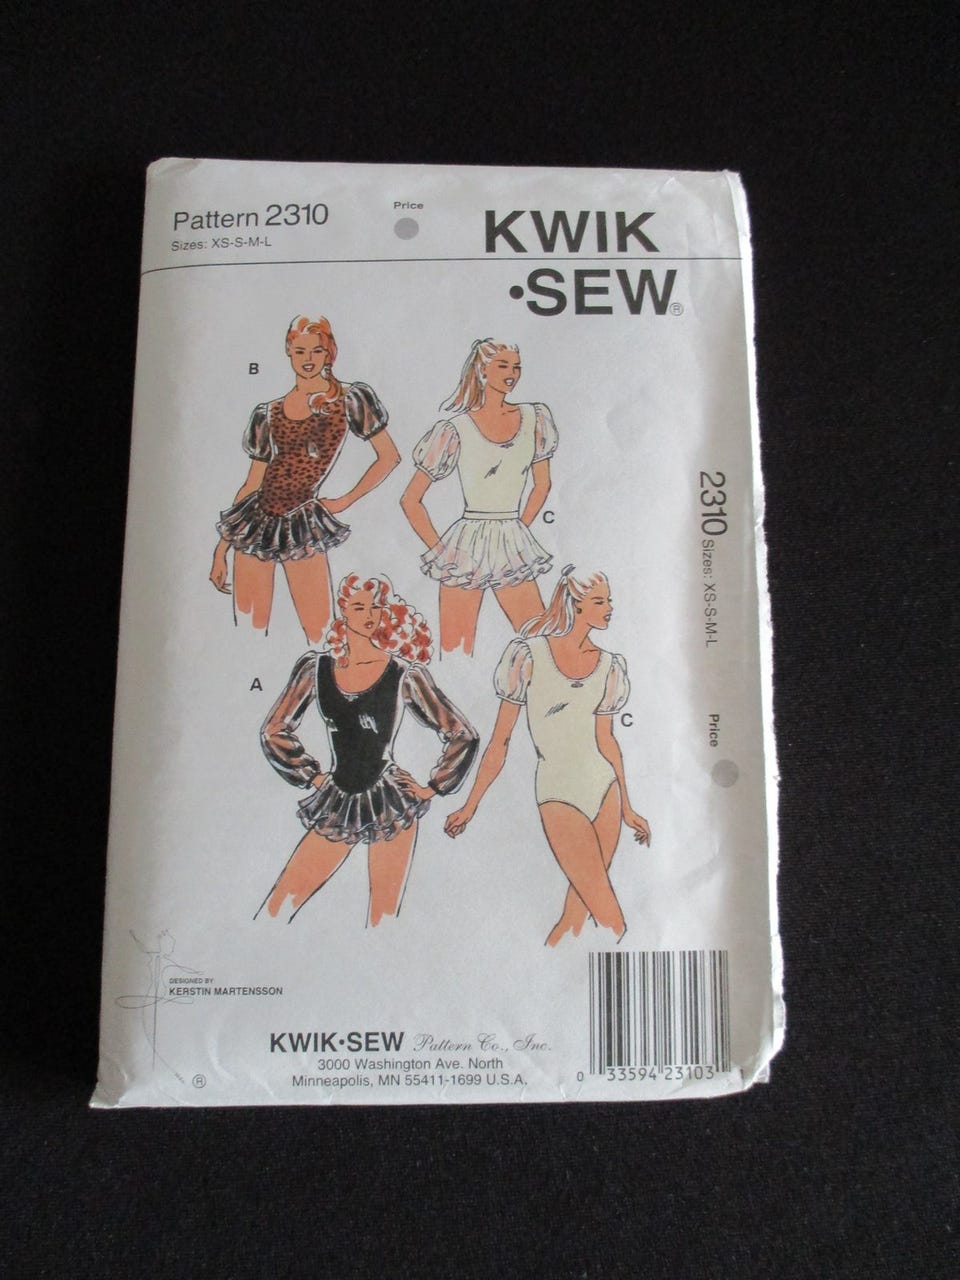 Pattern 2310
Sizes: XS-S-M-L
Price
KWIK
•SEW®
B
C
A
C
2310 Sizes: XS-S-M-L
Price
DESIGNED BY
KERSTIN MARTENSSON
®
KWIK•SEW Pattern Co., Inc.
3000 Washington Ave. North
Minneapolis, MN 55411-1699 U.S.A.
0 33594 23103 1